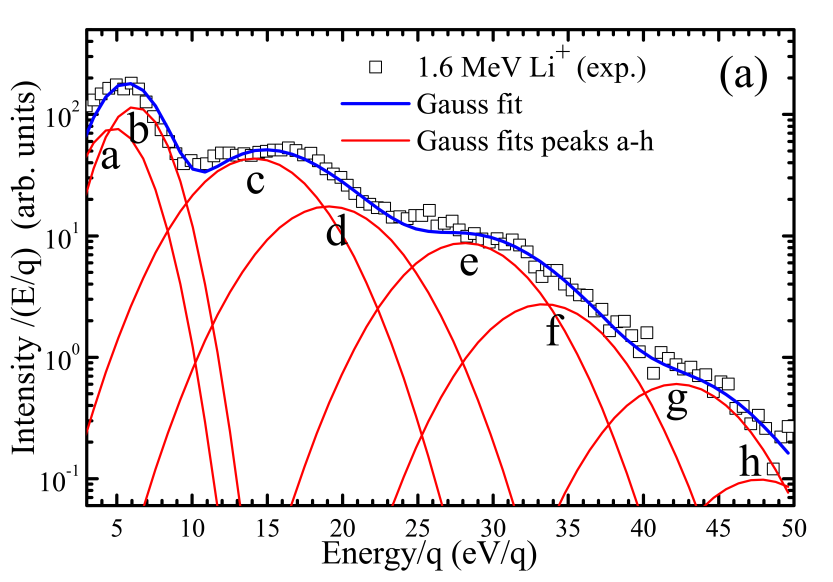 1.6 MeV Li⁺ (exp.)
(a)
Gauss fit
Gauss fits peaks a-h
Intensity /(E/q) (arb. units)
10²
10¹
10⁰
10⁻¹
a
b
c
d
e
f
g
h
5 10 15 20 25 30 35 40 45 50
Energy/q (eV/q)